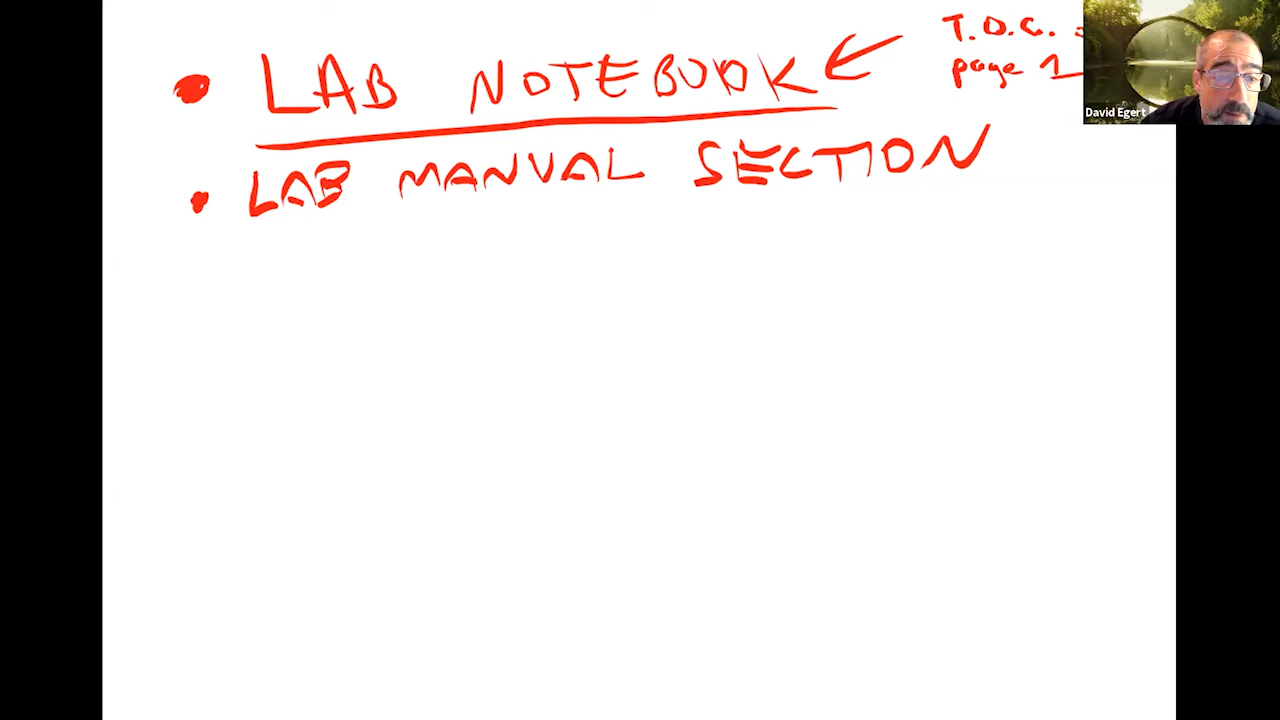 • LAB NOTEBOOK ← T.O.C.
page 1
• LAB MANUAL SECTION
David Egert